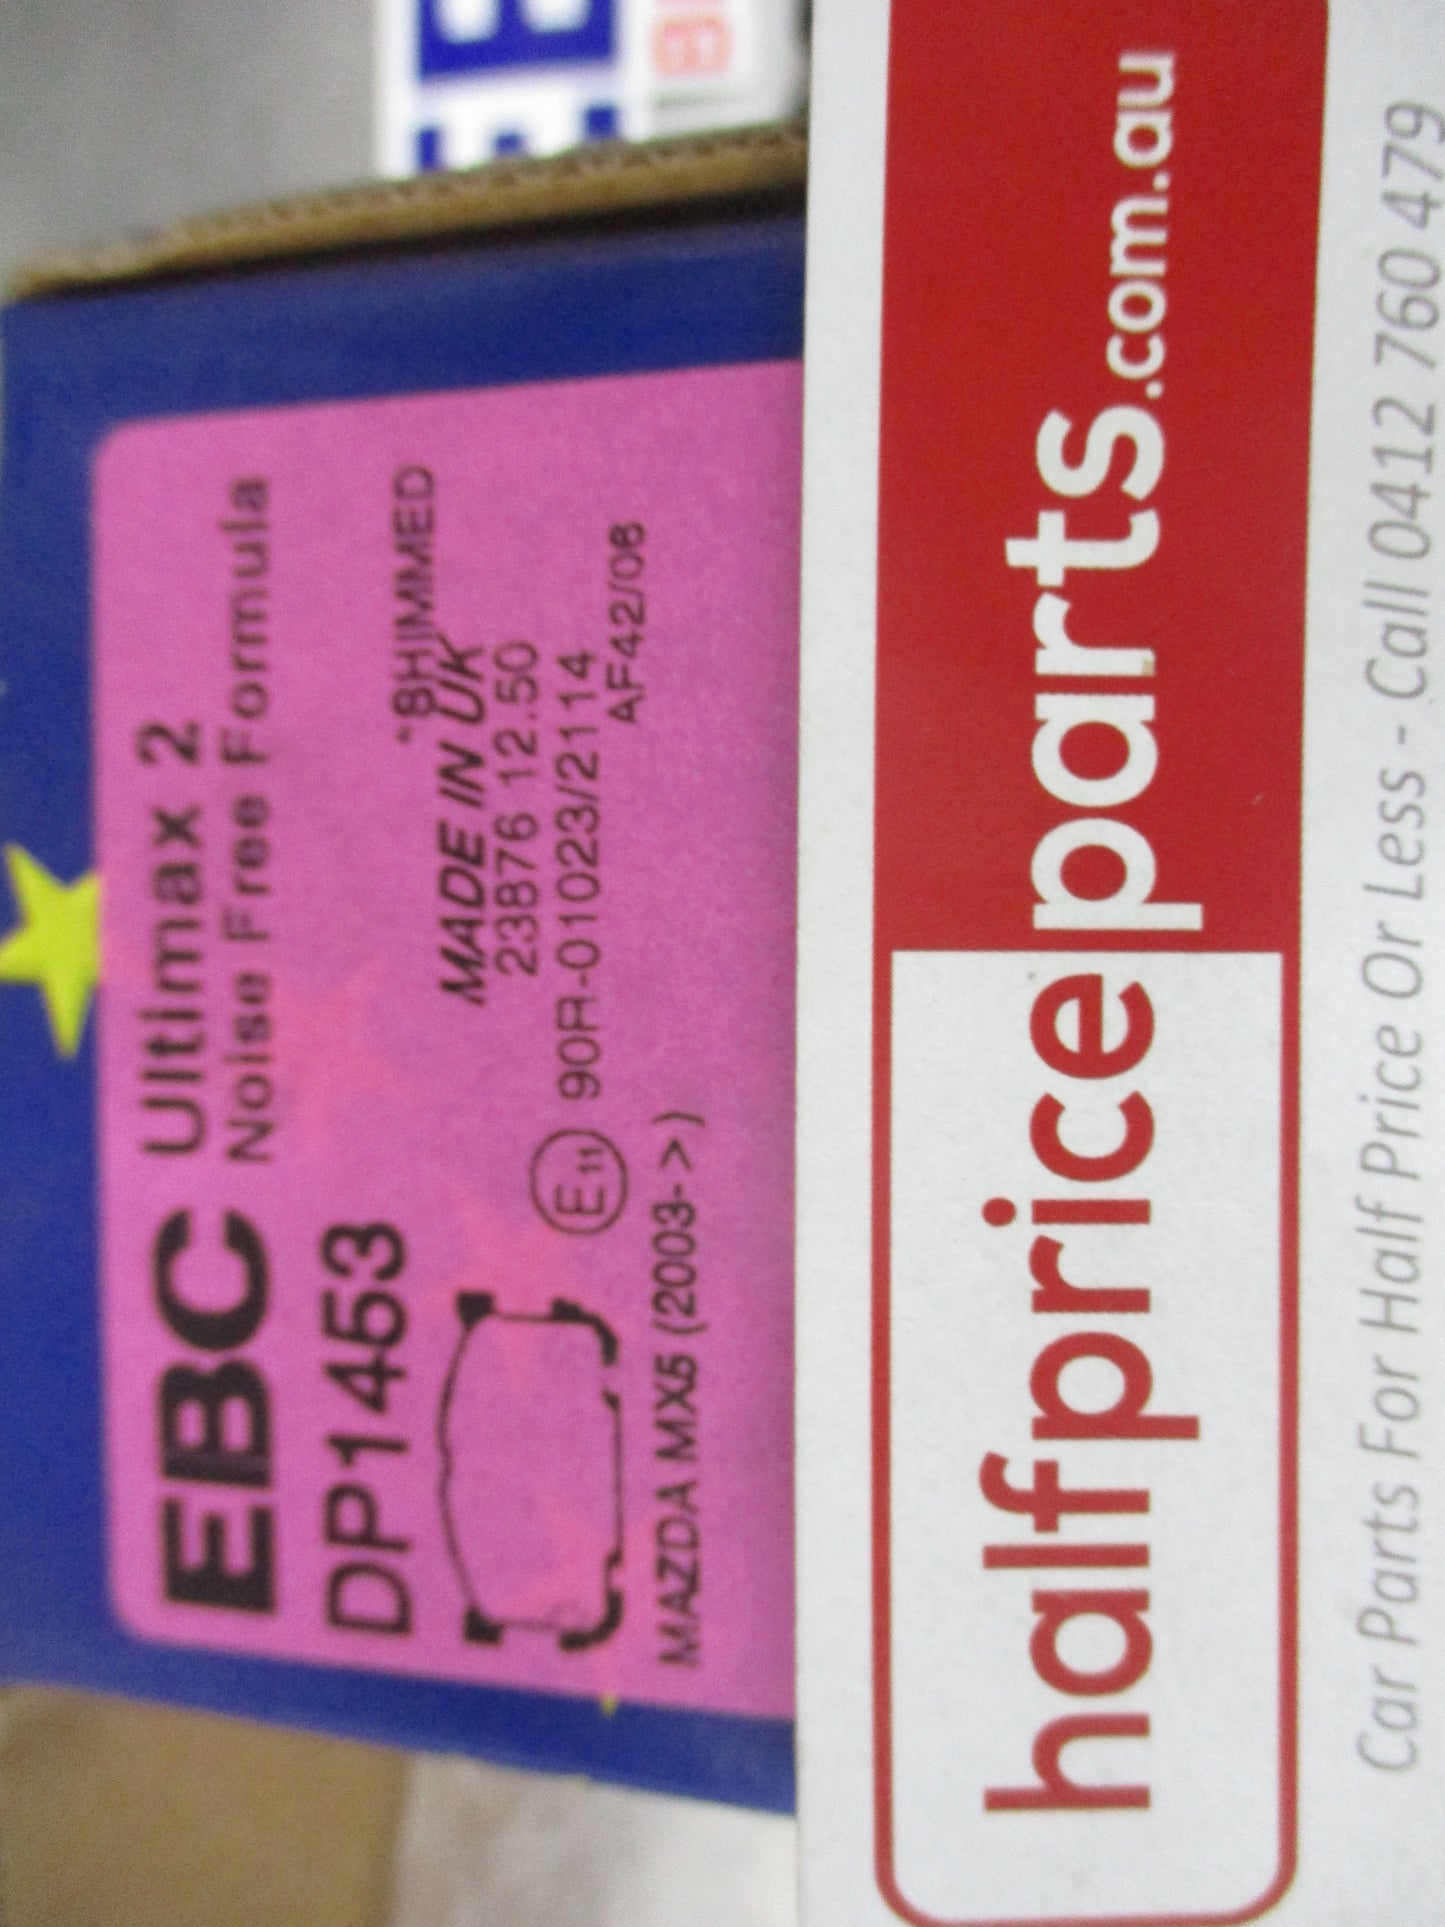 EBC Ultimax 2
Noise Free Formula
DP1453
*SHIMMED
MADE IN UK
23876 12.50
E11 90R-01023/2114
AF42/06
MAZDA MX5 (2003->)
halfpriceparts.com.au
Car Parts For Half Price Or Less - Call 0412 760 479